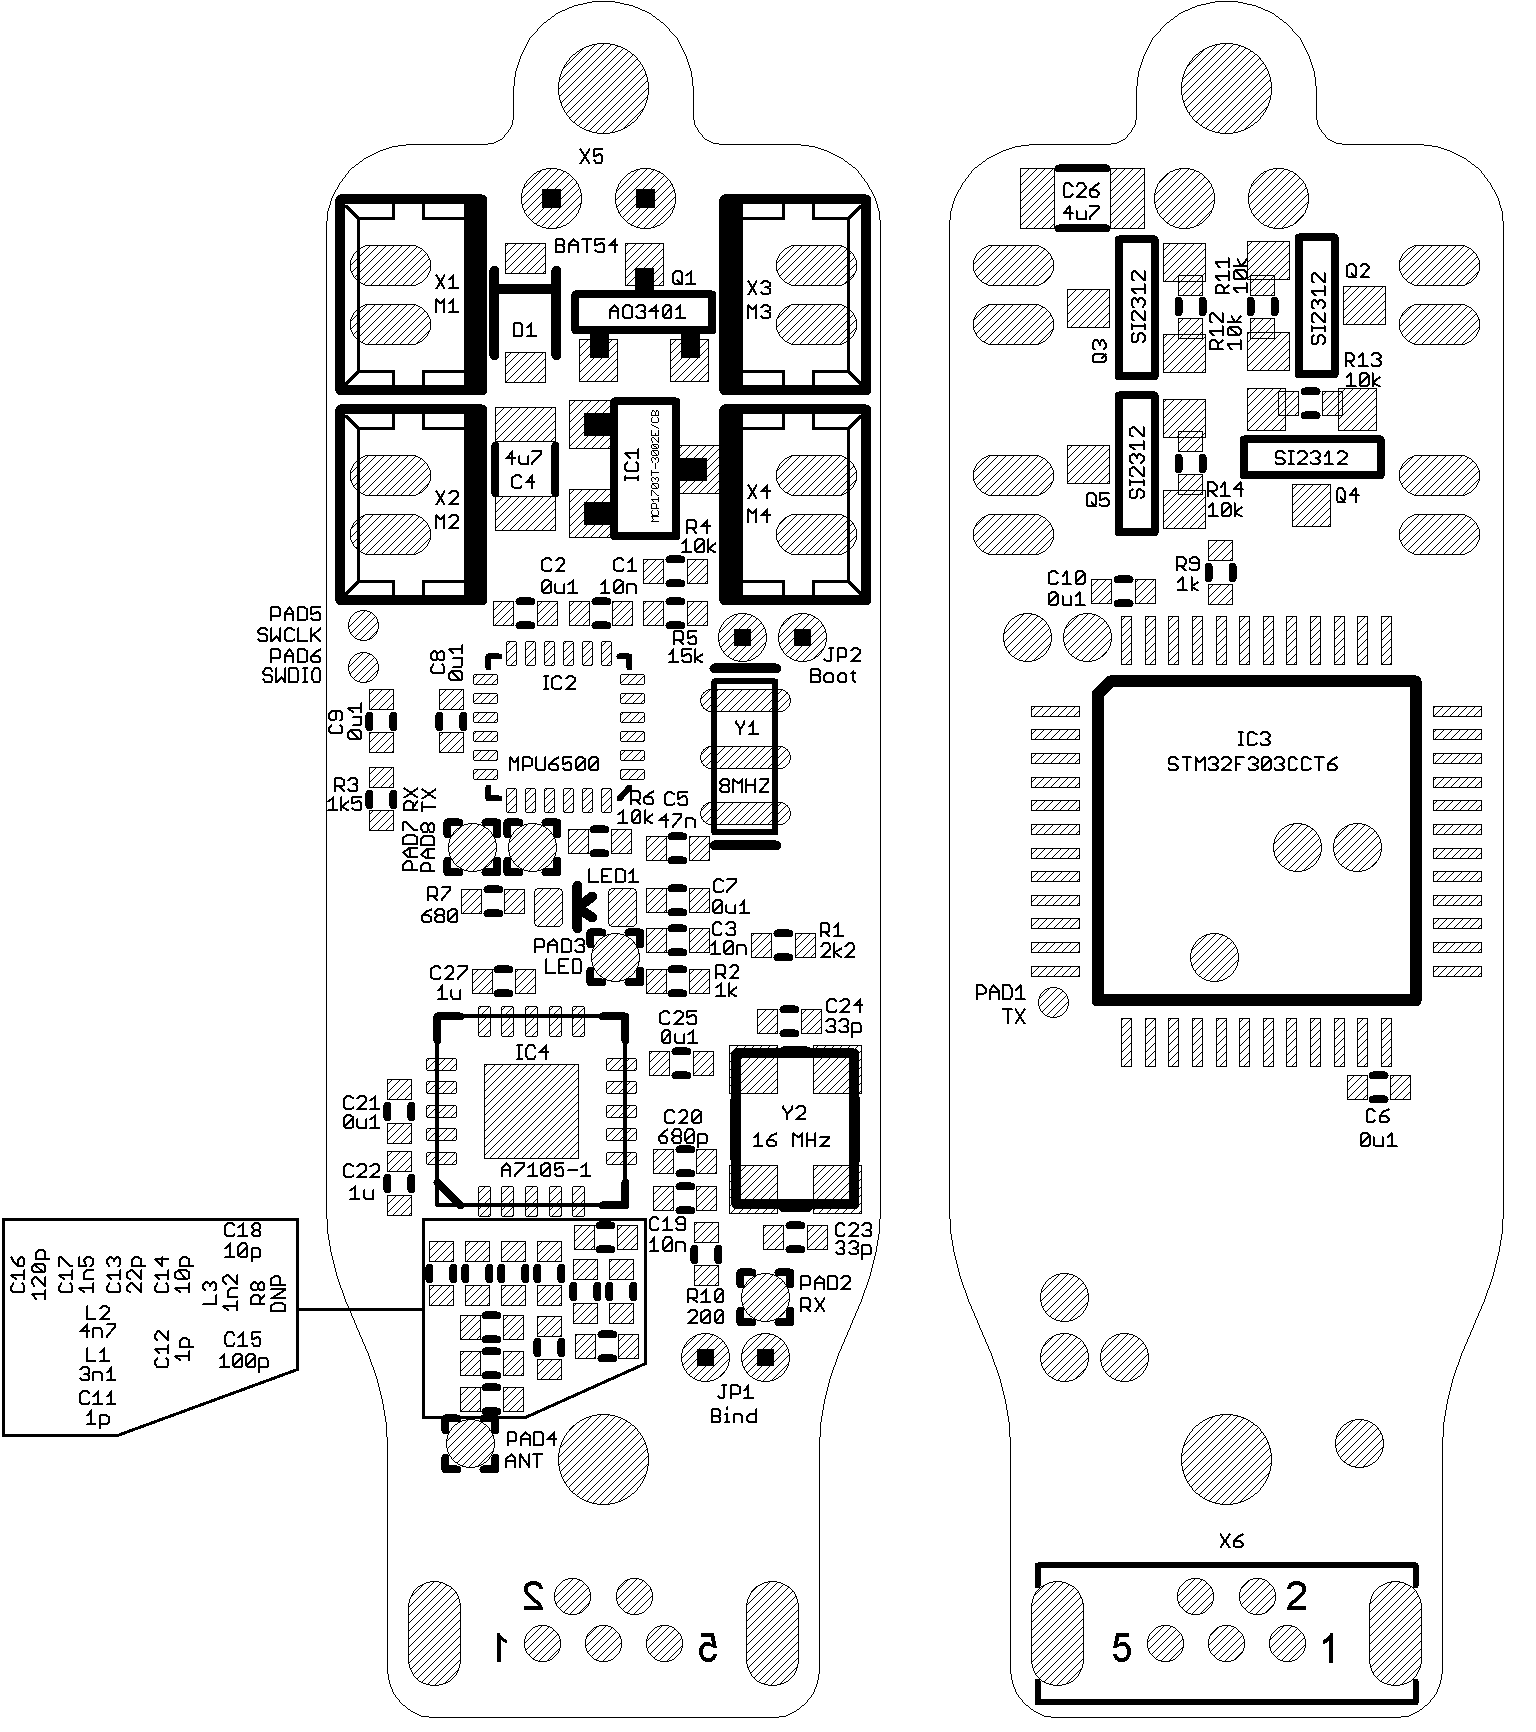 X5
BAT54
X1
M1
D1
Q1
AO3401
X3
M3
4u7
C4
IC1
MCP1703T-3002E/CB
X2
M2
X4
M4
R4
10k
C2
0u1
C1
10n
PAD5
SWCLK
PAD6
SWDIO
R5
15k
JP2
Boot
C8
0u1
IC2
MPU6500
C9
0u1
Y1
8MHZ
R3
1k5
PAD7 RX
PAD8 TX
R6
10k
C5
47n
R7
680
LED1
K
C7
0u1
PAD3
LED
C3
10n
R1
2k2
R2
1k
C27
1u
C24
33p
C25
0u1
IC4
A7105-1
C21
0u1
C22
1u
C20
680p
Y2
16 MHz
C19
10n
C23
33p
R10
200
PAD2
RX
JP1
Bind
PAD4
ANT
C16
120p
C17
1n5
C13
22p
C14
10p
C18
10p
L3
1n2
R8
DNP
L2
4n7
L1
3n1
C12
1p
C15
100p
C11
1p
2
1
5
C26
4u7
SI2312
Q3
R11
10k
R12
10k
SI2312
Q2
R13
10k
SI2312
Q5
R14
10k
SI2312
Q4
C10
0u1
R9
1k
IC3
STM32F303CCT6
PAD1
TX
C6
0u1
X6
2
5
1